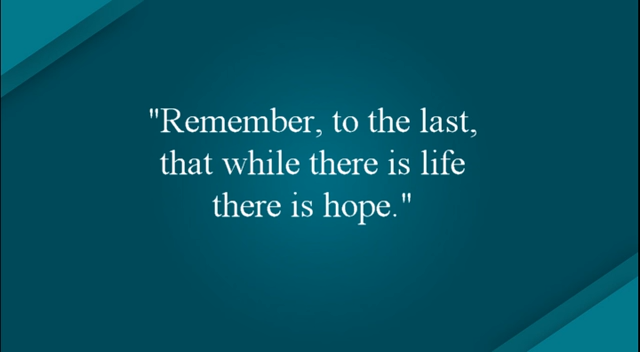 "Remember, to the last,
that while there is life
there is hope."